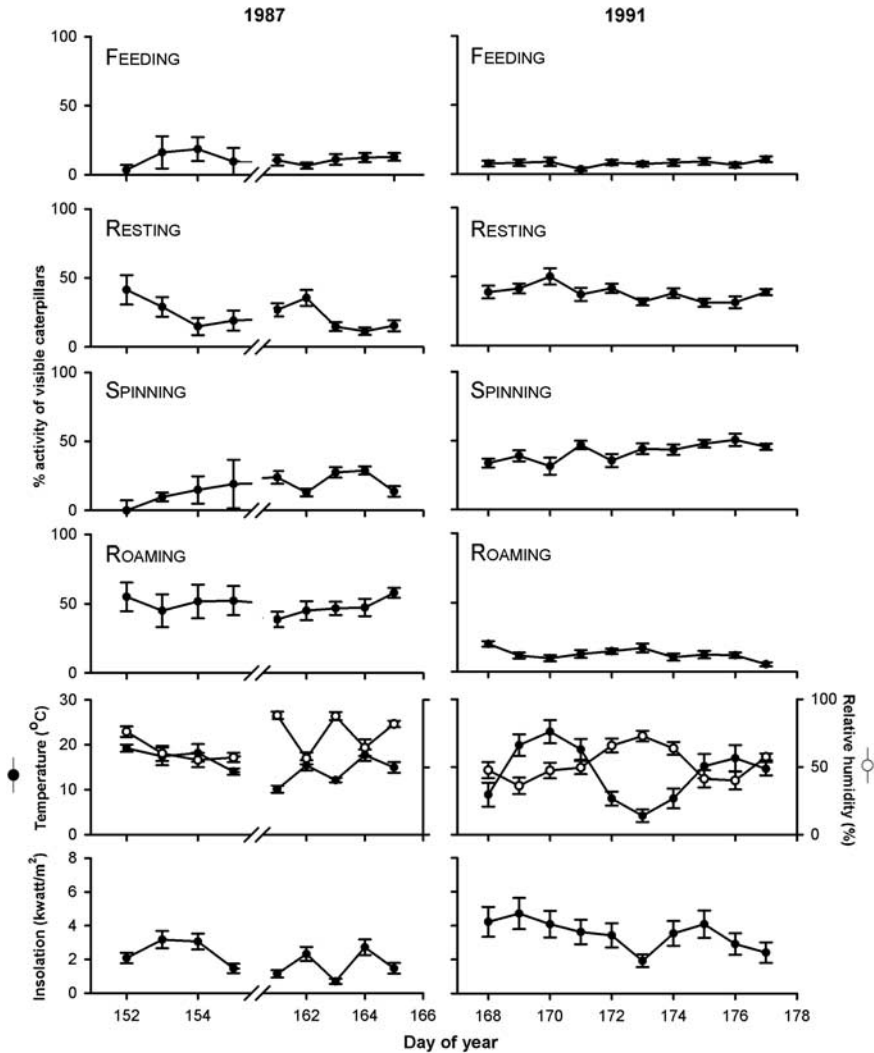 1987 1991
FEEDING FEEDING
100
50
0
RESTING RESTING
100
50
0
SPINNING SPINNING
100
50
0
ROAMING ROAMING
100
50
0
% activity of visible caterpillars
30
20
10
0
Temperature (°C)
100
50
0
Relative humidity (%)
8
6
4
2
0
Insolation (kwatt/m²)
152 154 162 164 166 168 170 172 174 176 178
Day of year